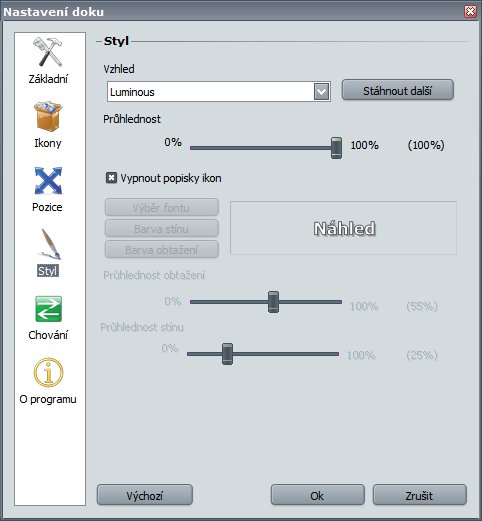 Nastavení doku
Základní
Ikony
Pozice
Styl
Chování
O programu
Styl
Vzhled
Luminous
Stáhnout další
Průhlednost
0% 100% (100%)
Vypnout popisky ikon
Výběr fontu
Barva stínu
Barva obtažení
Náhled
Průhlednost obtažení
0% 100% (55%)
Průhlednost stínu
0% 100% (25%)
Výchozí Ok Zrušit